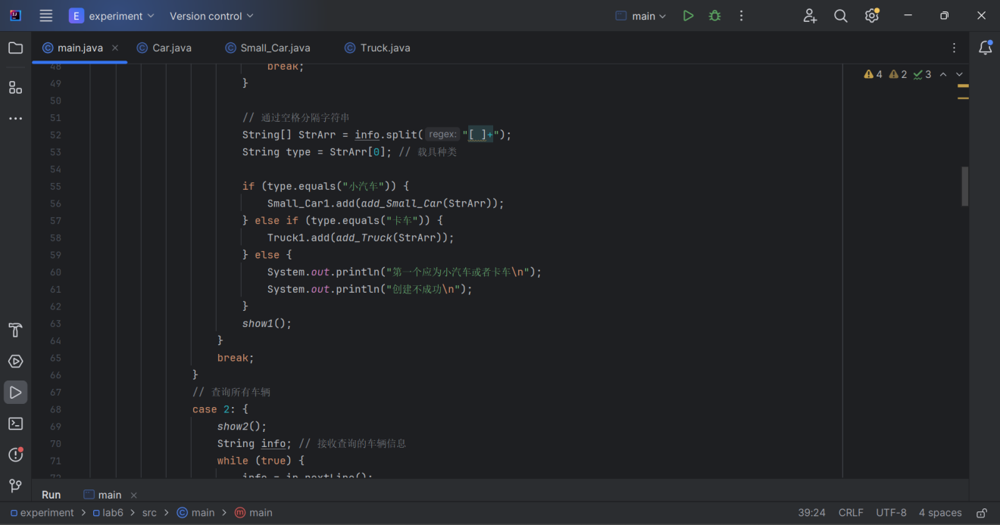 E experiment Version control main
main.java Car.java Small_Car.java Truck.java
4 2 3
48 break;
49 }
50
51 // 通过空格分隔字符串
52 String[] StrArr = info.split( regex: "[ ]+");
53 String type = StrArr[0]; // 载具种类
54
55 if (type.equals("小汽车")) {
56 Small_Car1.add(add_Small_Car(StrArr));
57 } else if (type.equals("卡车")) {
58 Truck1.add(add_Truck(StrArr));
59 } else {
60 System.out.println("第一个应为小汽车或者卡车\n");
61 System.out.println("创建不成功\n");
62 }
63 show1();
64 }
65 break;
66 }
67 // 查询所有车辆
68 case 2: {
69 show2();
70 String info; // 接收查询的车辆信息
71 while (true) {
72 info = in.nextLine();
Run main
experiment lab6 src main main 39:24 CRLF UTF-8 4 spaces